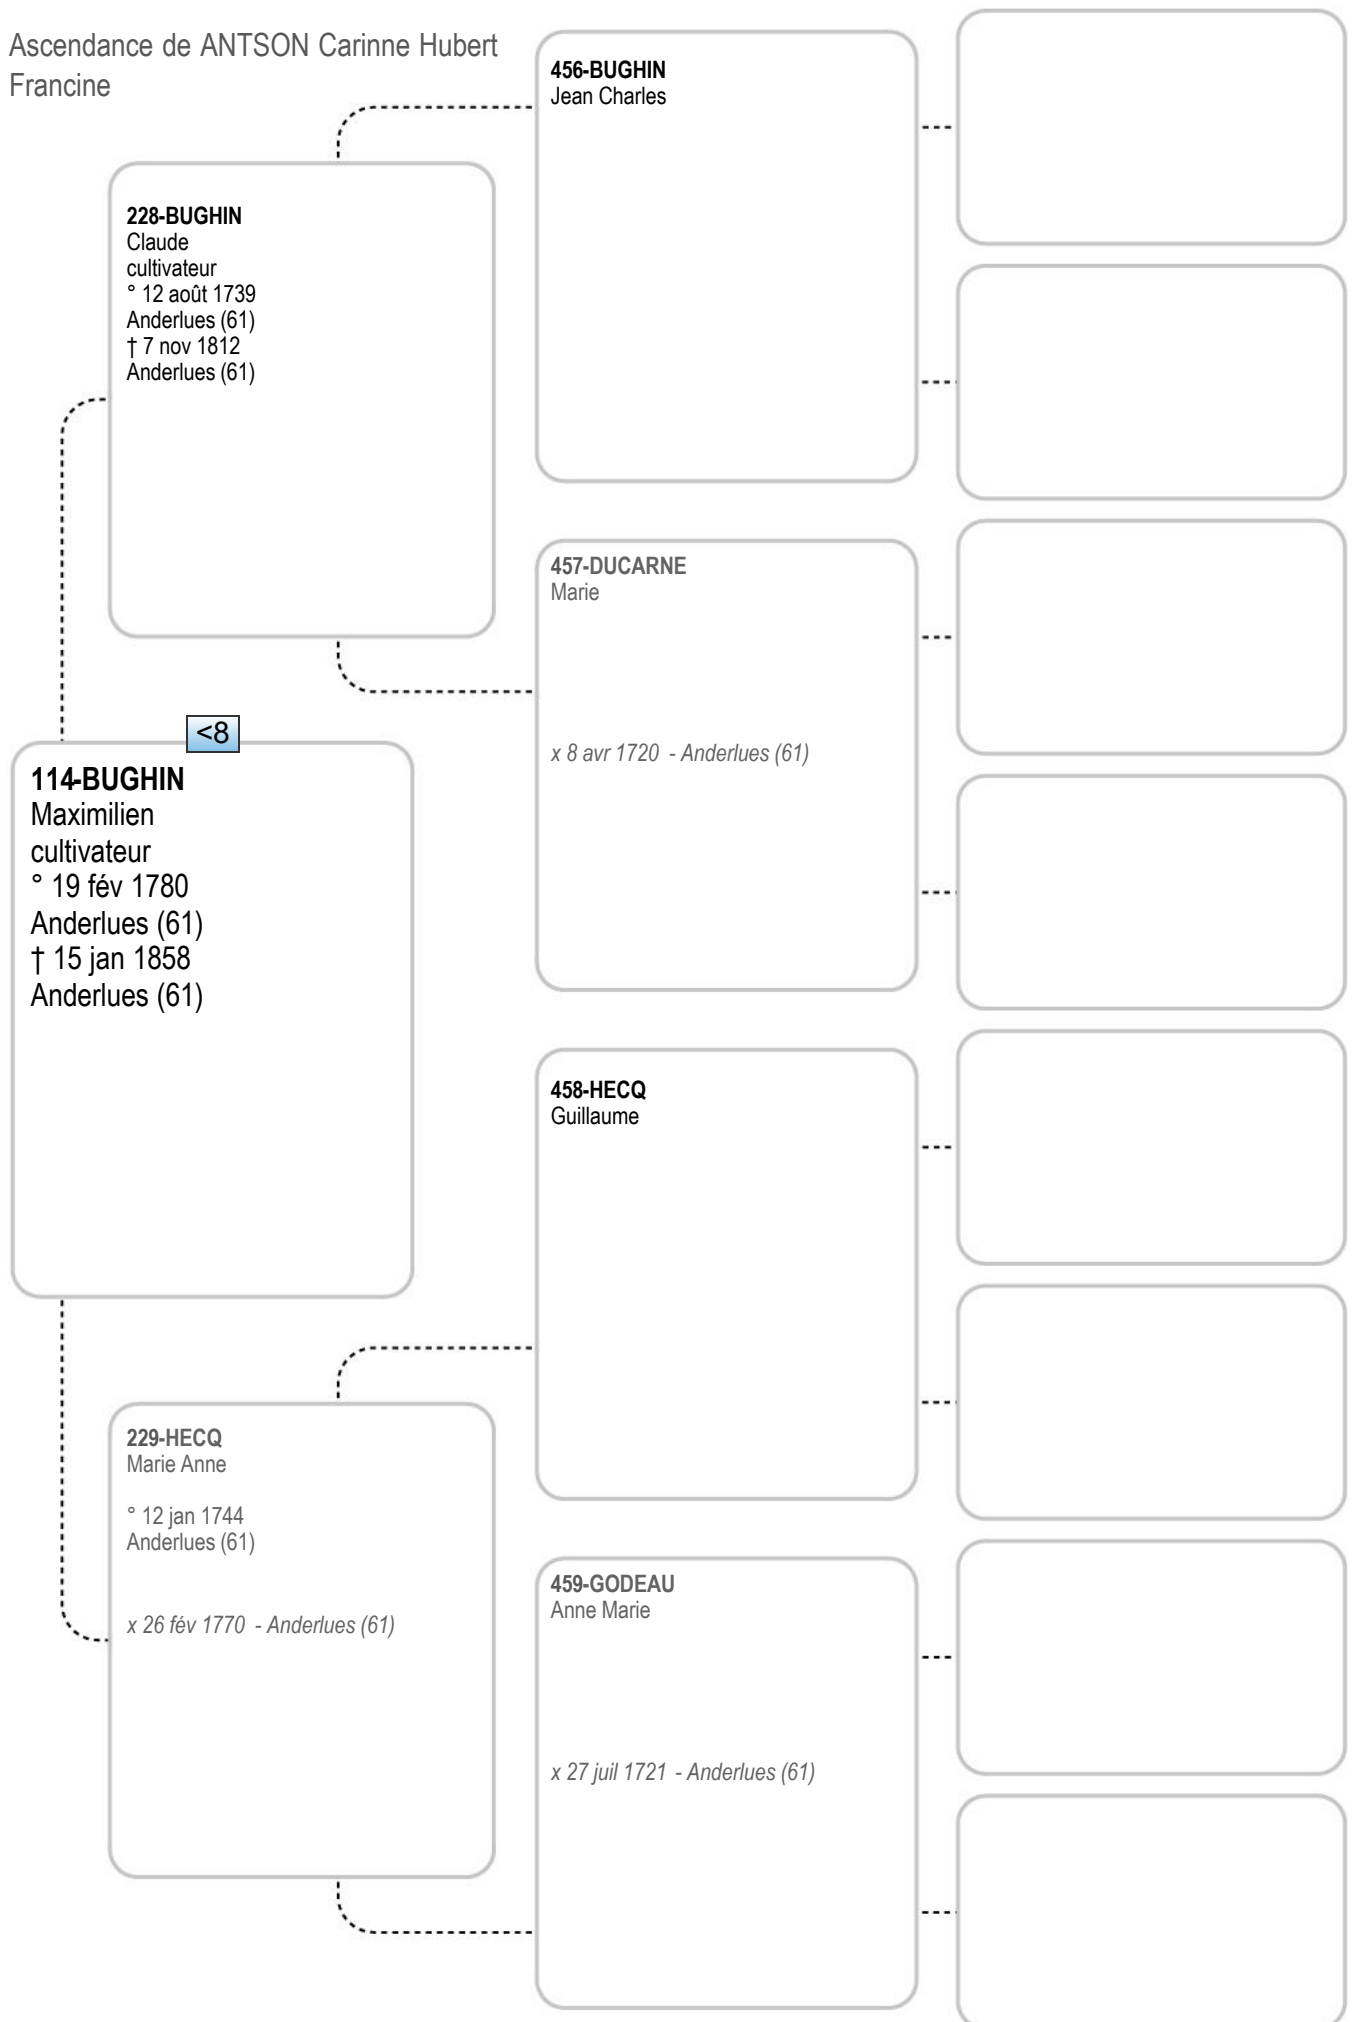 Ascendance de ANTSON Carinne Hubert
Francine
456-BUGHIN
Jean Charles
228-BUGHIN
Claude
cultivateur
° 12 août 1739
Anderlues (61)
† 7 nov 1812
Anderlues (61)
457-DUCARNE
Marie
x 8 avr 1720 - Anderlues (61)
<8
114-BUGHIN
Maximilien
cultivateur
° 19 fév 1780
Anderlues (61)
† 15 jan 1858
Anderlues (61)
458-HECQ
Guillaume
229-HECQ
Marie Anne
° 12 jan 1744
Anderlues (61)
x 26 fév 1770 - Anderlues (61)
459-GODEAU
Anne Marie
x 27 juil 1721 - Anderlues (61)